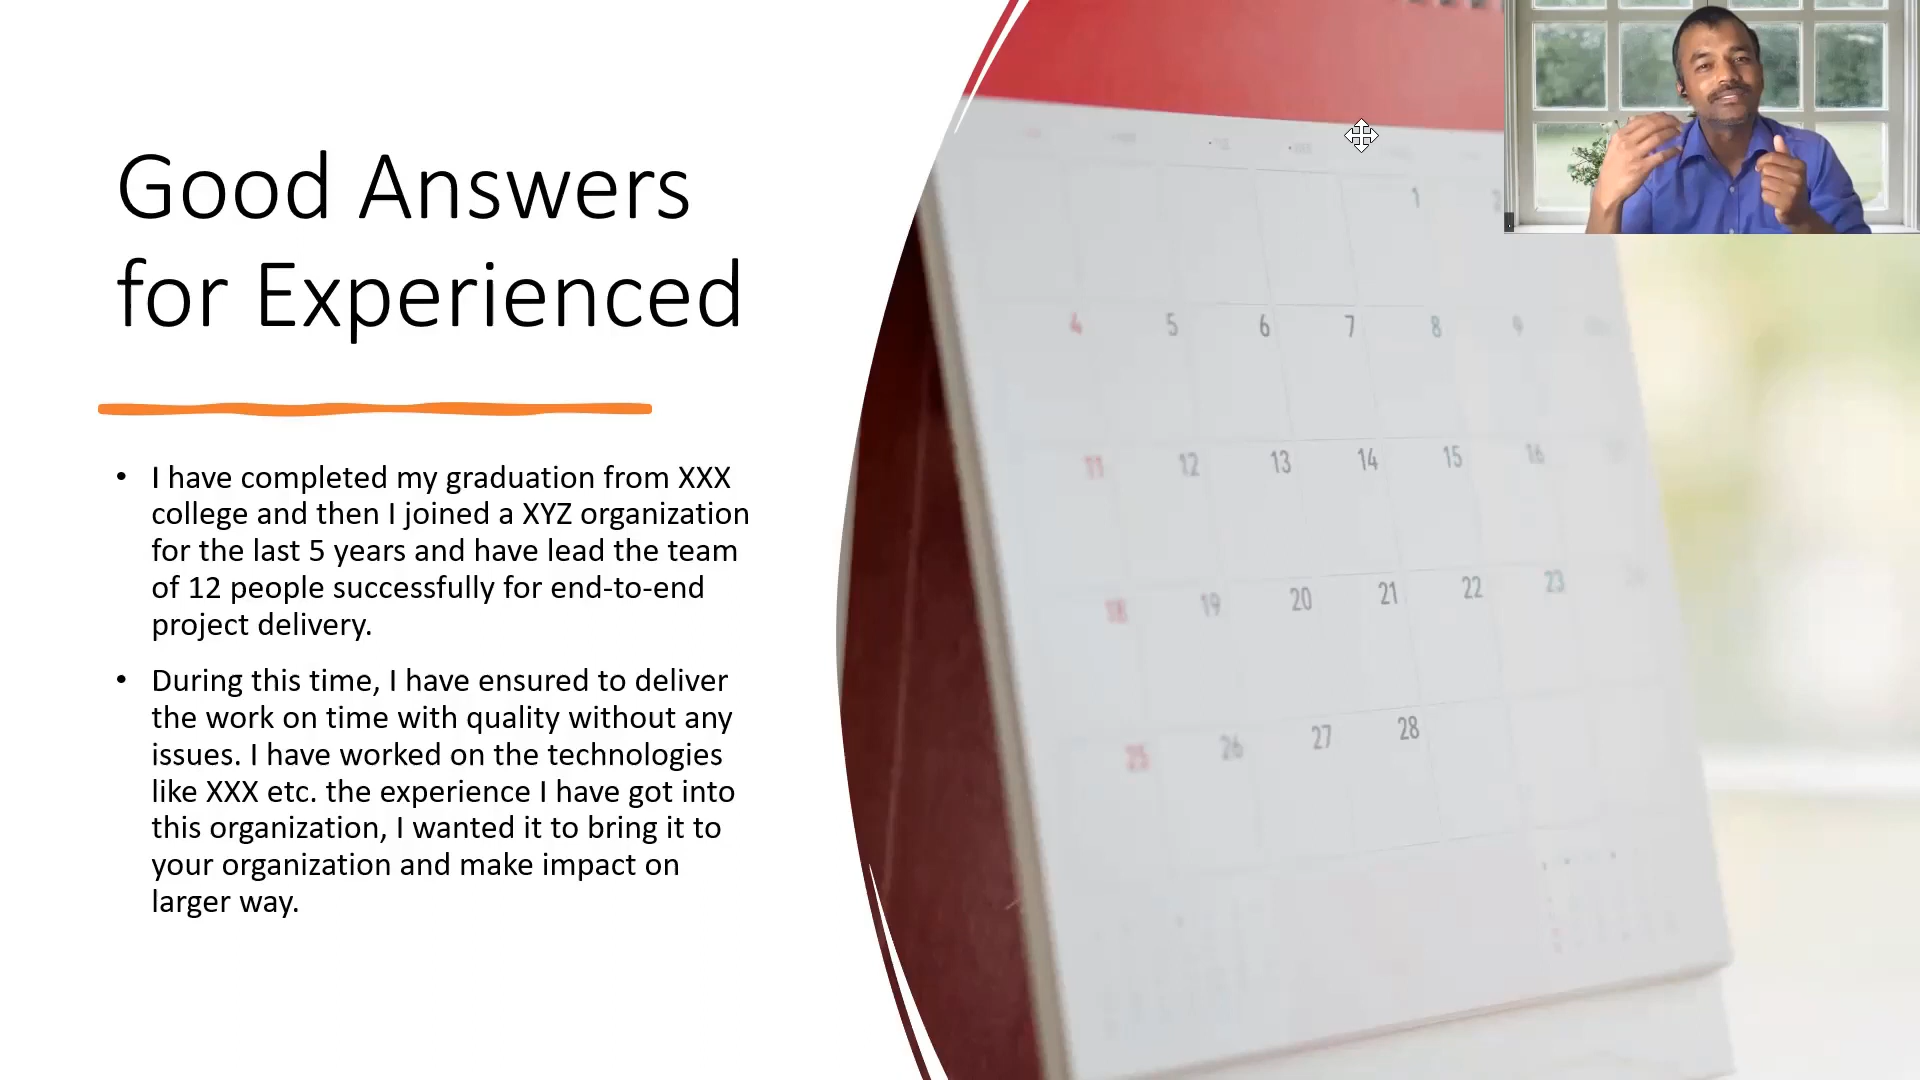 Good Answers
for Experienced
• I have completed my graduation from XXX
college and then I joined a XYZ organization
for the last 5 years and have lead the team
of 12 people successfully for end-to-end
project delivery.
• During this time, I have ensured to deliver
the work on time with quality without any
issues. I have worked on the technologies
like XXX etc. the experience I have got into
this organization, I wanted it to bring it to
your organization and make impact on
larger way.
1
4 5 6 7 8 9
11 12 13 14 15 16
18 19 20 21 22 23
25 26 27 28